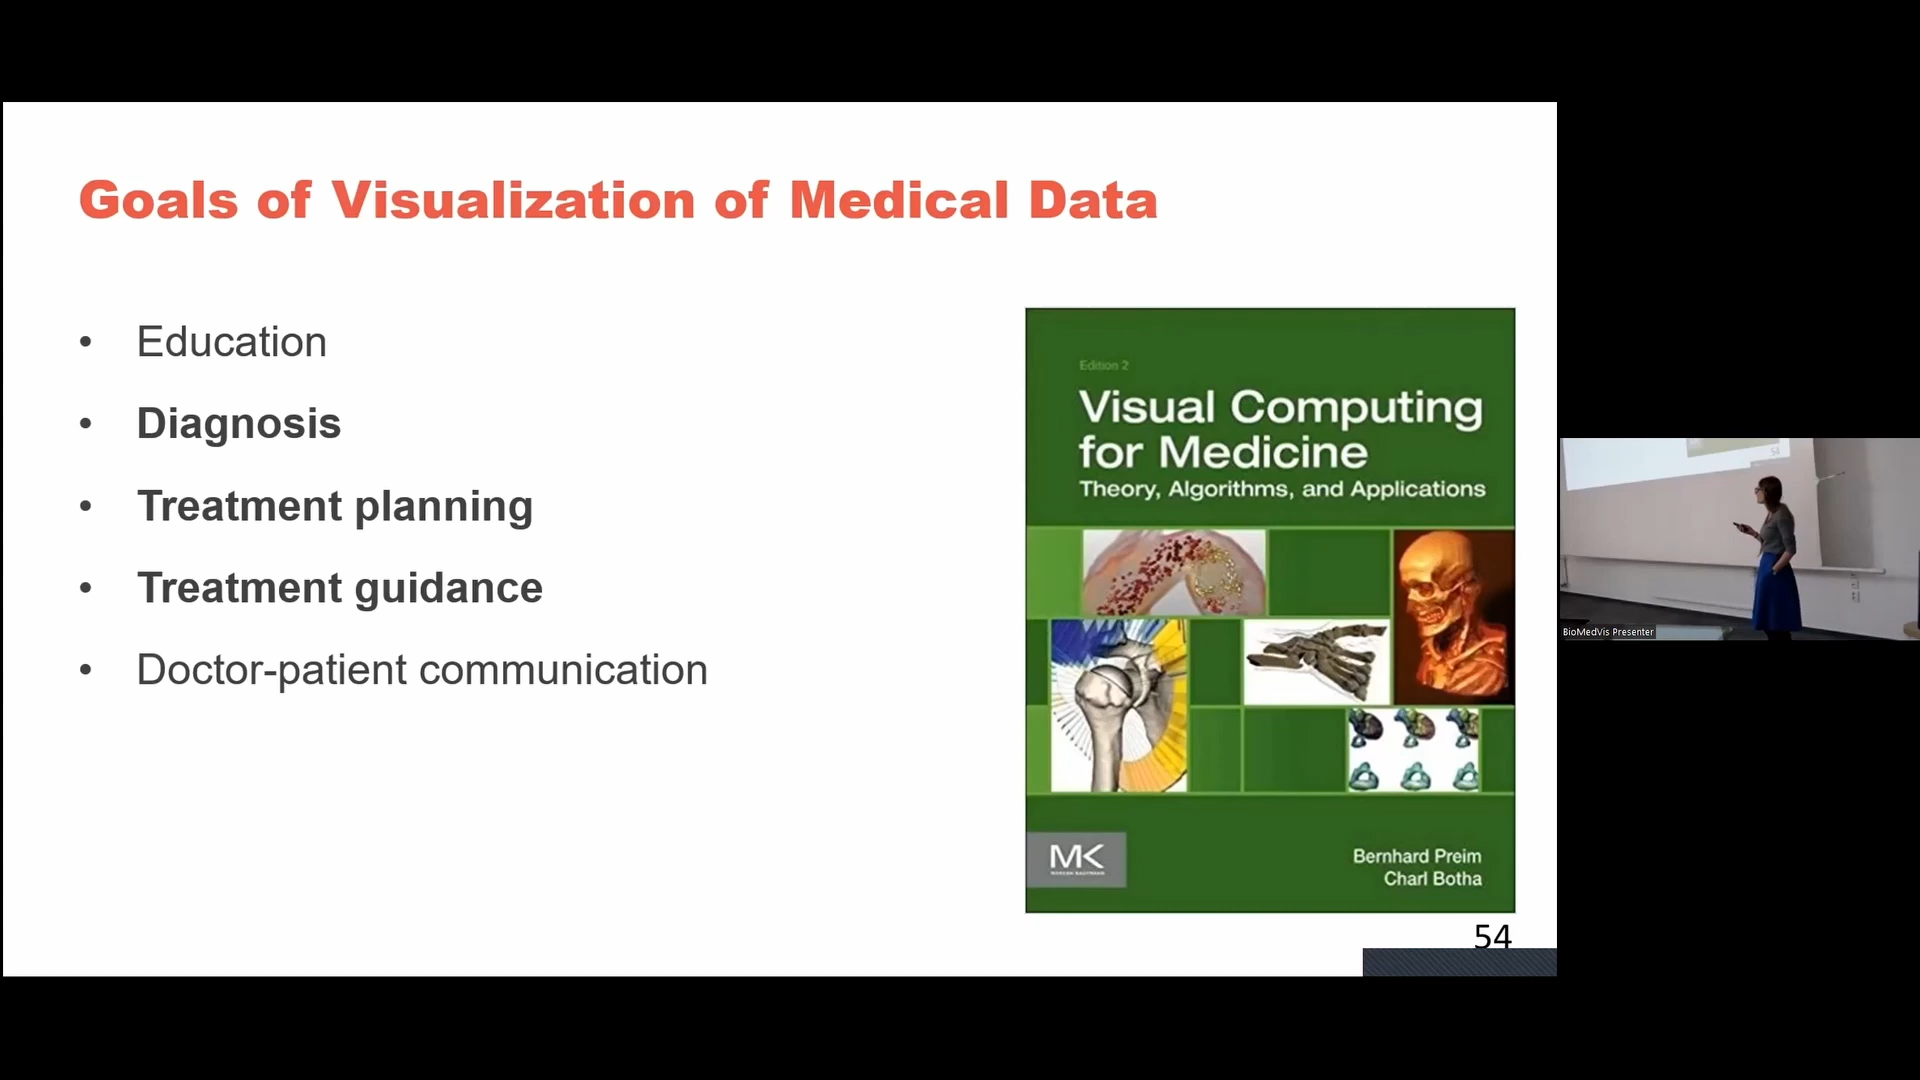 Goals of Visualization of Medical Data
• Education
• Diagnosis
• Treatment planning
• Treatment guidance
• Doctor-patient communication
Edition 2
Visual Computing
for Medicine
Theory, Algorithms, and Applications
MK
MORGAN KAUFMANN
Bernhard Preim
Charl Botha
54
54
BioMedVis Presenter